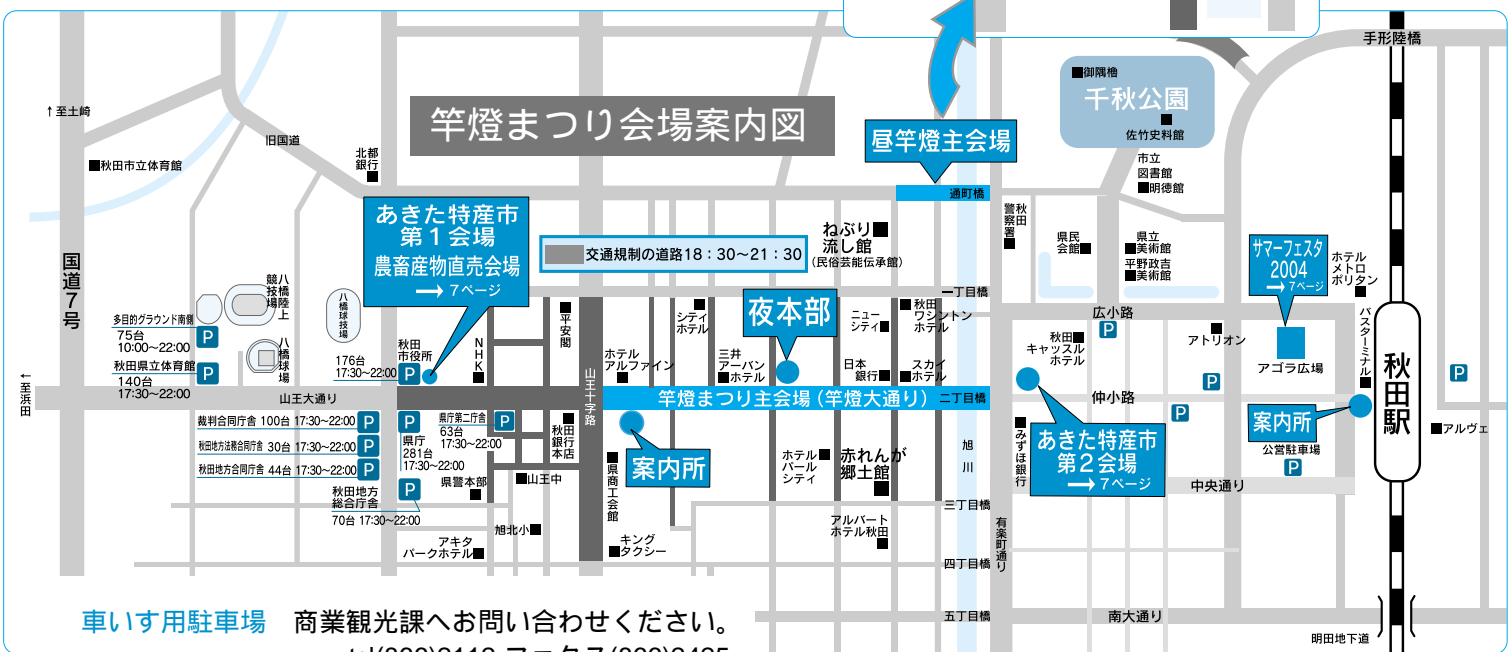 竿燈まつり会場案内図
↑至土崎
旧国道
北都
銀行
秋田市立体育館
国道7号
あきた特産市
第1会場
農畜産物直売会場
→7ページ
交通規制の道路18:30〜21:30
昼竿燈主会場
通町橋
御隅櫓
千秋公園
佐竹史料館
手形陸橋
市立
図書館
明徳館
秋田
警察署
県民
会館
県立
美術館
平野政吉
美術館
サマーフェスタ
2004
→7ページ
ホテル
メトロ
ポリタン
ねぶり
流し館
(民俗芸能伝承館)
八橋陸上
競技場
八橋球技場
八橋球場
多目的グラウンド南側
75台
10:00〜22:00
秋田県立体育館
140台
17:30〜22:00
176台
17:30〜22:00
秋田
市役所
P
P
P
NHK
平安閣
シティ
ホテル
夜本部
一丁目橋
ニュー
シティ
秋田
ワシントン
ホテル
広小路
P
秋田
キャッスル
ホテル
アトリオン
アゴラ広場
バスターミナル
秋田駅
P
←至浜田
山王大通り
山王十字路
ホテル
アルファイン
三井
アーバン
ホテル
日本
銀行
スカイ
ホテル
竿燈まつり主会場(竿燈大通り)
二丁目橋
仲小路
P
P
案内所
公営駐車場
P
アルヴェ
裁判合同庁舎 100台 17:30〜22:00
P
秋田地方法務合同庁舎 30台 17:30〜22:00
P
秋田地方合同庁舎 44台 17:30〜22:00
P
P
県庁
281台
17:30〜22:00
県庁第二庁舎
63台
17:30〜22:00
P
秋田
銀行
本店
案内所
県商工会館
ホテル
パール
シティ
赤れんが
郷土館
旭川
みずほ銀行
あきた特産市
第2会場
→7ページ
中央通り
秋田地方
総合庁舎
70台 17:30〜22:00
P
県警本部
山王中
旭北小
アキタ
パークホテル
キング
タクシー
三丁目橋
アルバート
ホテル秋田
有楽町通り
四丁目橋
五丁目橋
南大通り
明田地下道
車いす用駐車場 商業観光課へお問い合わせください。